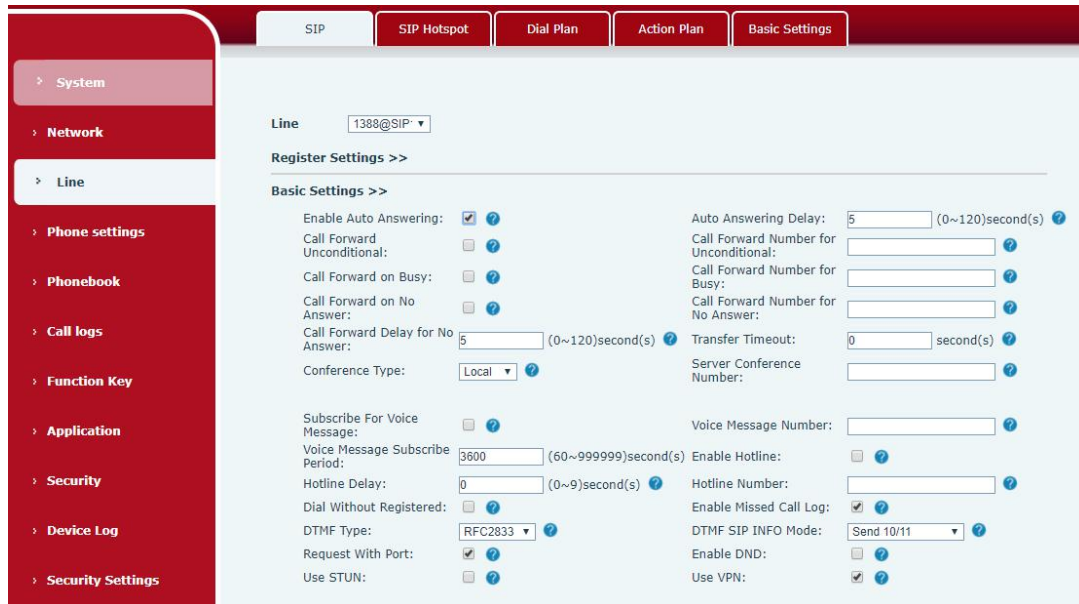 SIP
SIP Hotspot
Dial Plan
Action Plan
Basic Settings
› System
› Network
› Line
› Phone settings
› Phonebook
› Call logs
› Function Key
› Application
› Security
› Device Log
› Security Settings
Line 1388@SIP
Register Settings >>
Basic Settings >>
Enable Auto Answering: Auto Answering Delay: 5 (0~120)second(s)
Call Forward Unconditional: Call Forward Number for Unconditional:
Call Forward on Busy: Call Forward Number for Busy:
Call Forward on No Answer: Call Forward Number for No Answer:
Call Forward Delay for No Answer: 5 (0~120)second(s) Transfer Timeout: 0 second(s)
Conference Type: Local Server Conference Number:
Subscribe For Voice Message: Voice Message Number:
Voice Message Subscribe Period: 3600 (60~999999)second(s) Enable Hotline:
Hotline Delay: 0 (0~9)second(s) Hotline Number:
Dial Without Registered: Enable Missed Call Log:
DTMF Type: RFC2833 DTMF SIP INFO Mode: Send 10/11
Request With Port: Enable DND:
Use STUN: Use VPN: